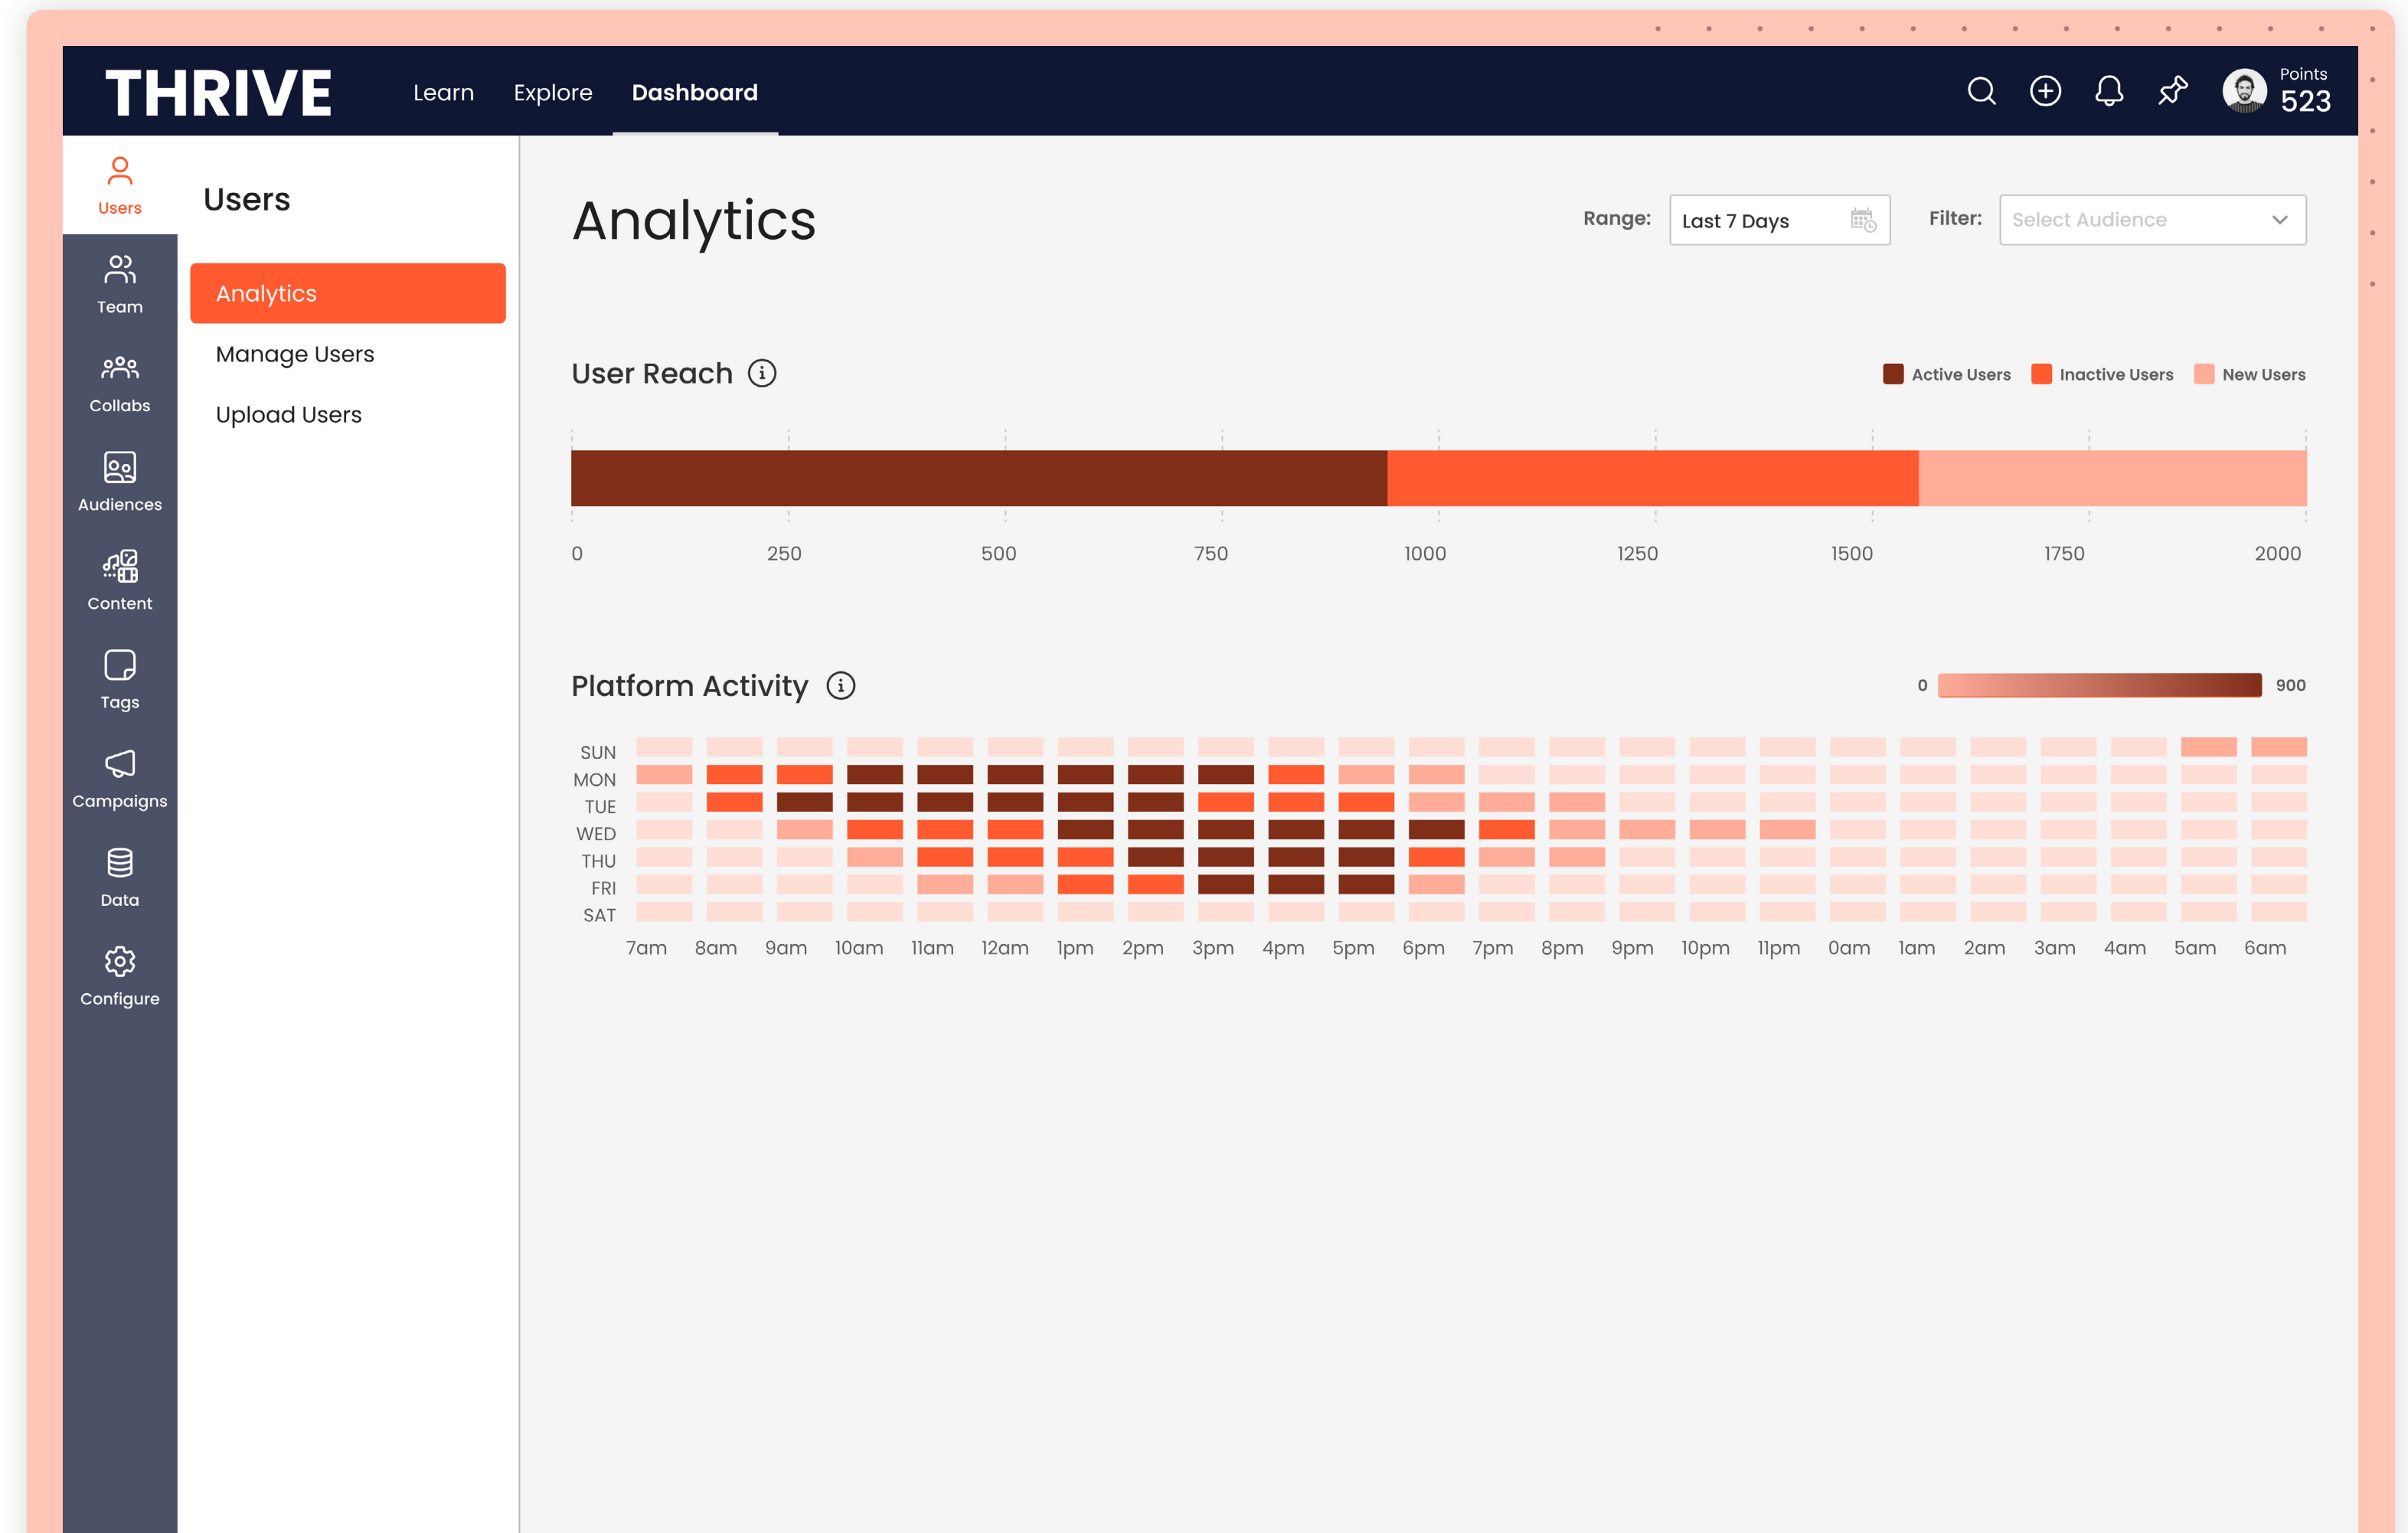 THRIVE
Learn
Explore
Dashboard
Points
523
Users
Team
Collabs
Audiences
Content
Tags
Campaigns
Data
Configure
Users
Analytics
Manage Users
Upload Users
Analytics
Range:
Last 7 Days
Filter:
Select Audience
User Reach
Active Users
Inactive Users
New Users
0 250 500 750 1000 1250 1500 1750 2000
Platform Activity
0
900
SUN
MON
TUE
WED
THU
FRI
SAT
7am 8am 9am 10am 11am 12am 1pm 2pm 3pm 4pm 5pm 6pm 7pm 8pm 9pm 10pm 11pm 0am 1am 2am 3am 4am 5am 6am